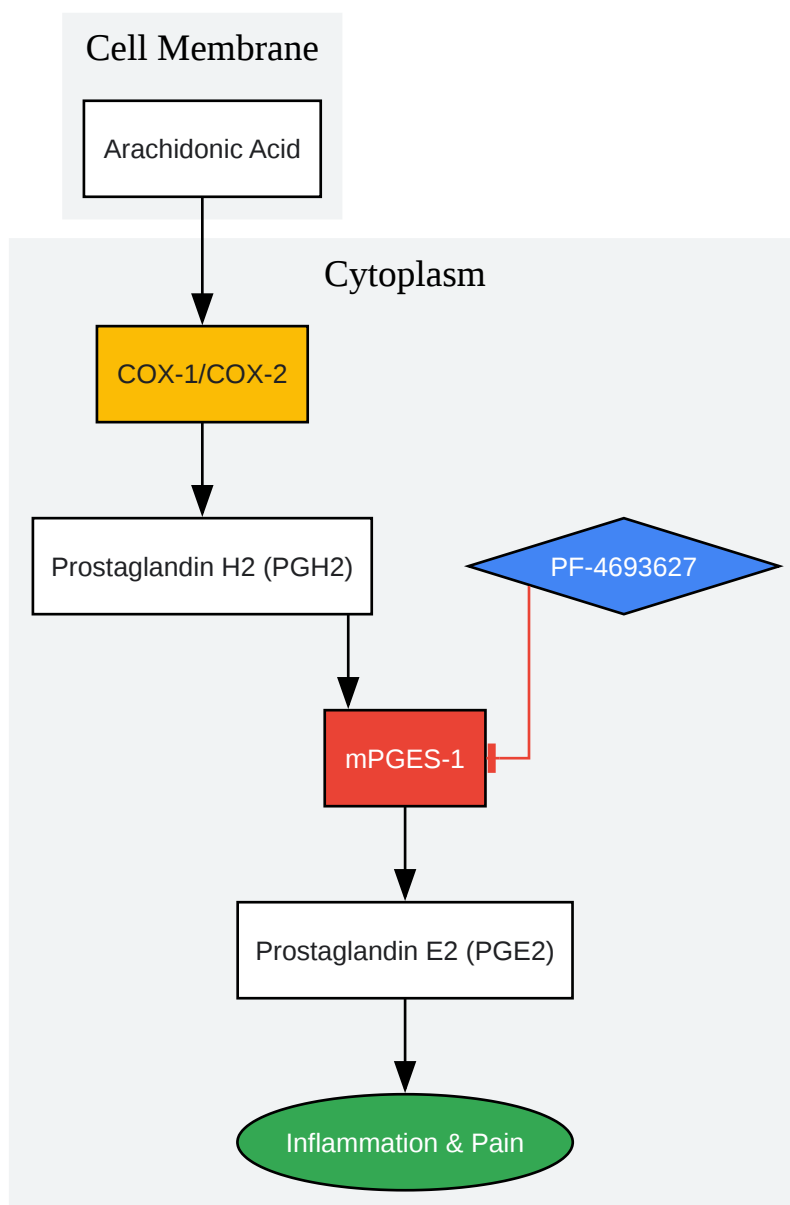 Cell Membrane
Arachidonic Acid
Cytoplasm
COX-1/COX-2
Prostaglandin H2 (PGH2)
PF-4693627
mPGES-1
Prostaglandin E2 (PGE2)
Inflammation & Pain